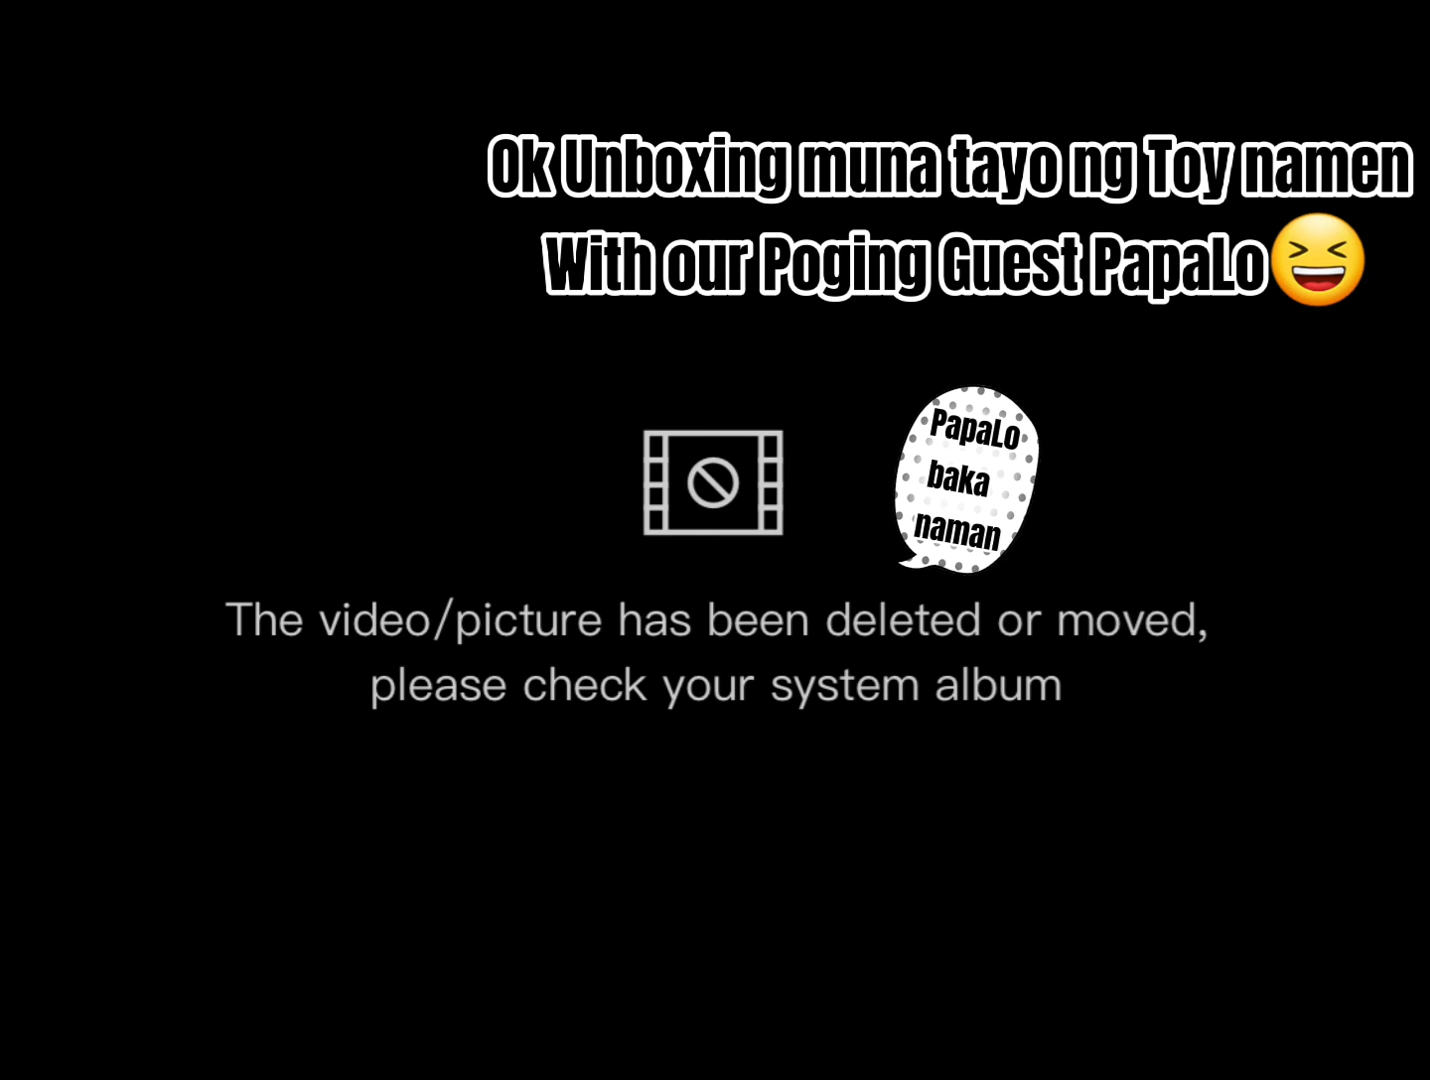 Ok Unboxing muna tayo ng Toy namen
With our Poging Guest PapaLo😆
PapaLo
baka
naman
The video/picture has been deleted or moved,
please check your system album